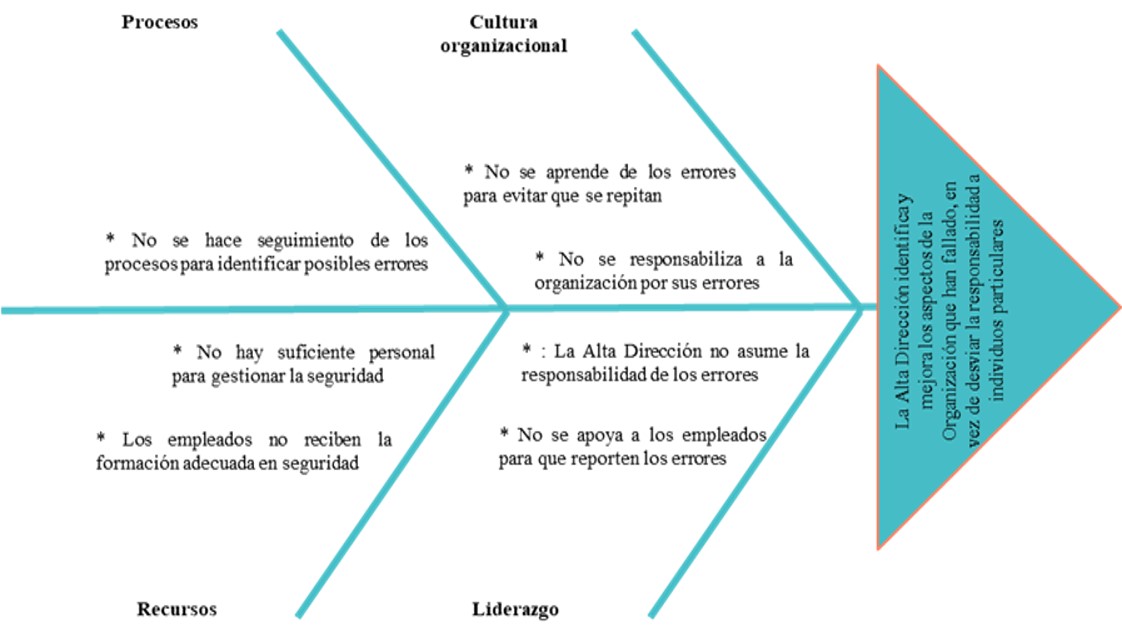 Procesos
Cultura
organizacional
* No se aprende de los errores
para evitar que se repitan
* No se hace seguimiento de los
procesos para identificar posibles errores
* No se responsabiliza a la
organización por sus errores
* No hay suficiente personal
para gestionar la seguridad
* : La Alta Dirección no asume la
responsabilidad de los errores
* Los empleados no reciben la
formación adecuada en seguridad
* No se apoya a los empleados
para que reporten los errores
Recursos
Liderazgo
La Alta Dirección identifica y
mejora los aspectos de la
Organización que han fallado, en
vez de desviar la responsabilidad a
individuos particulares